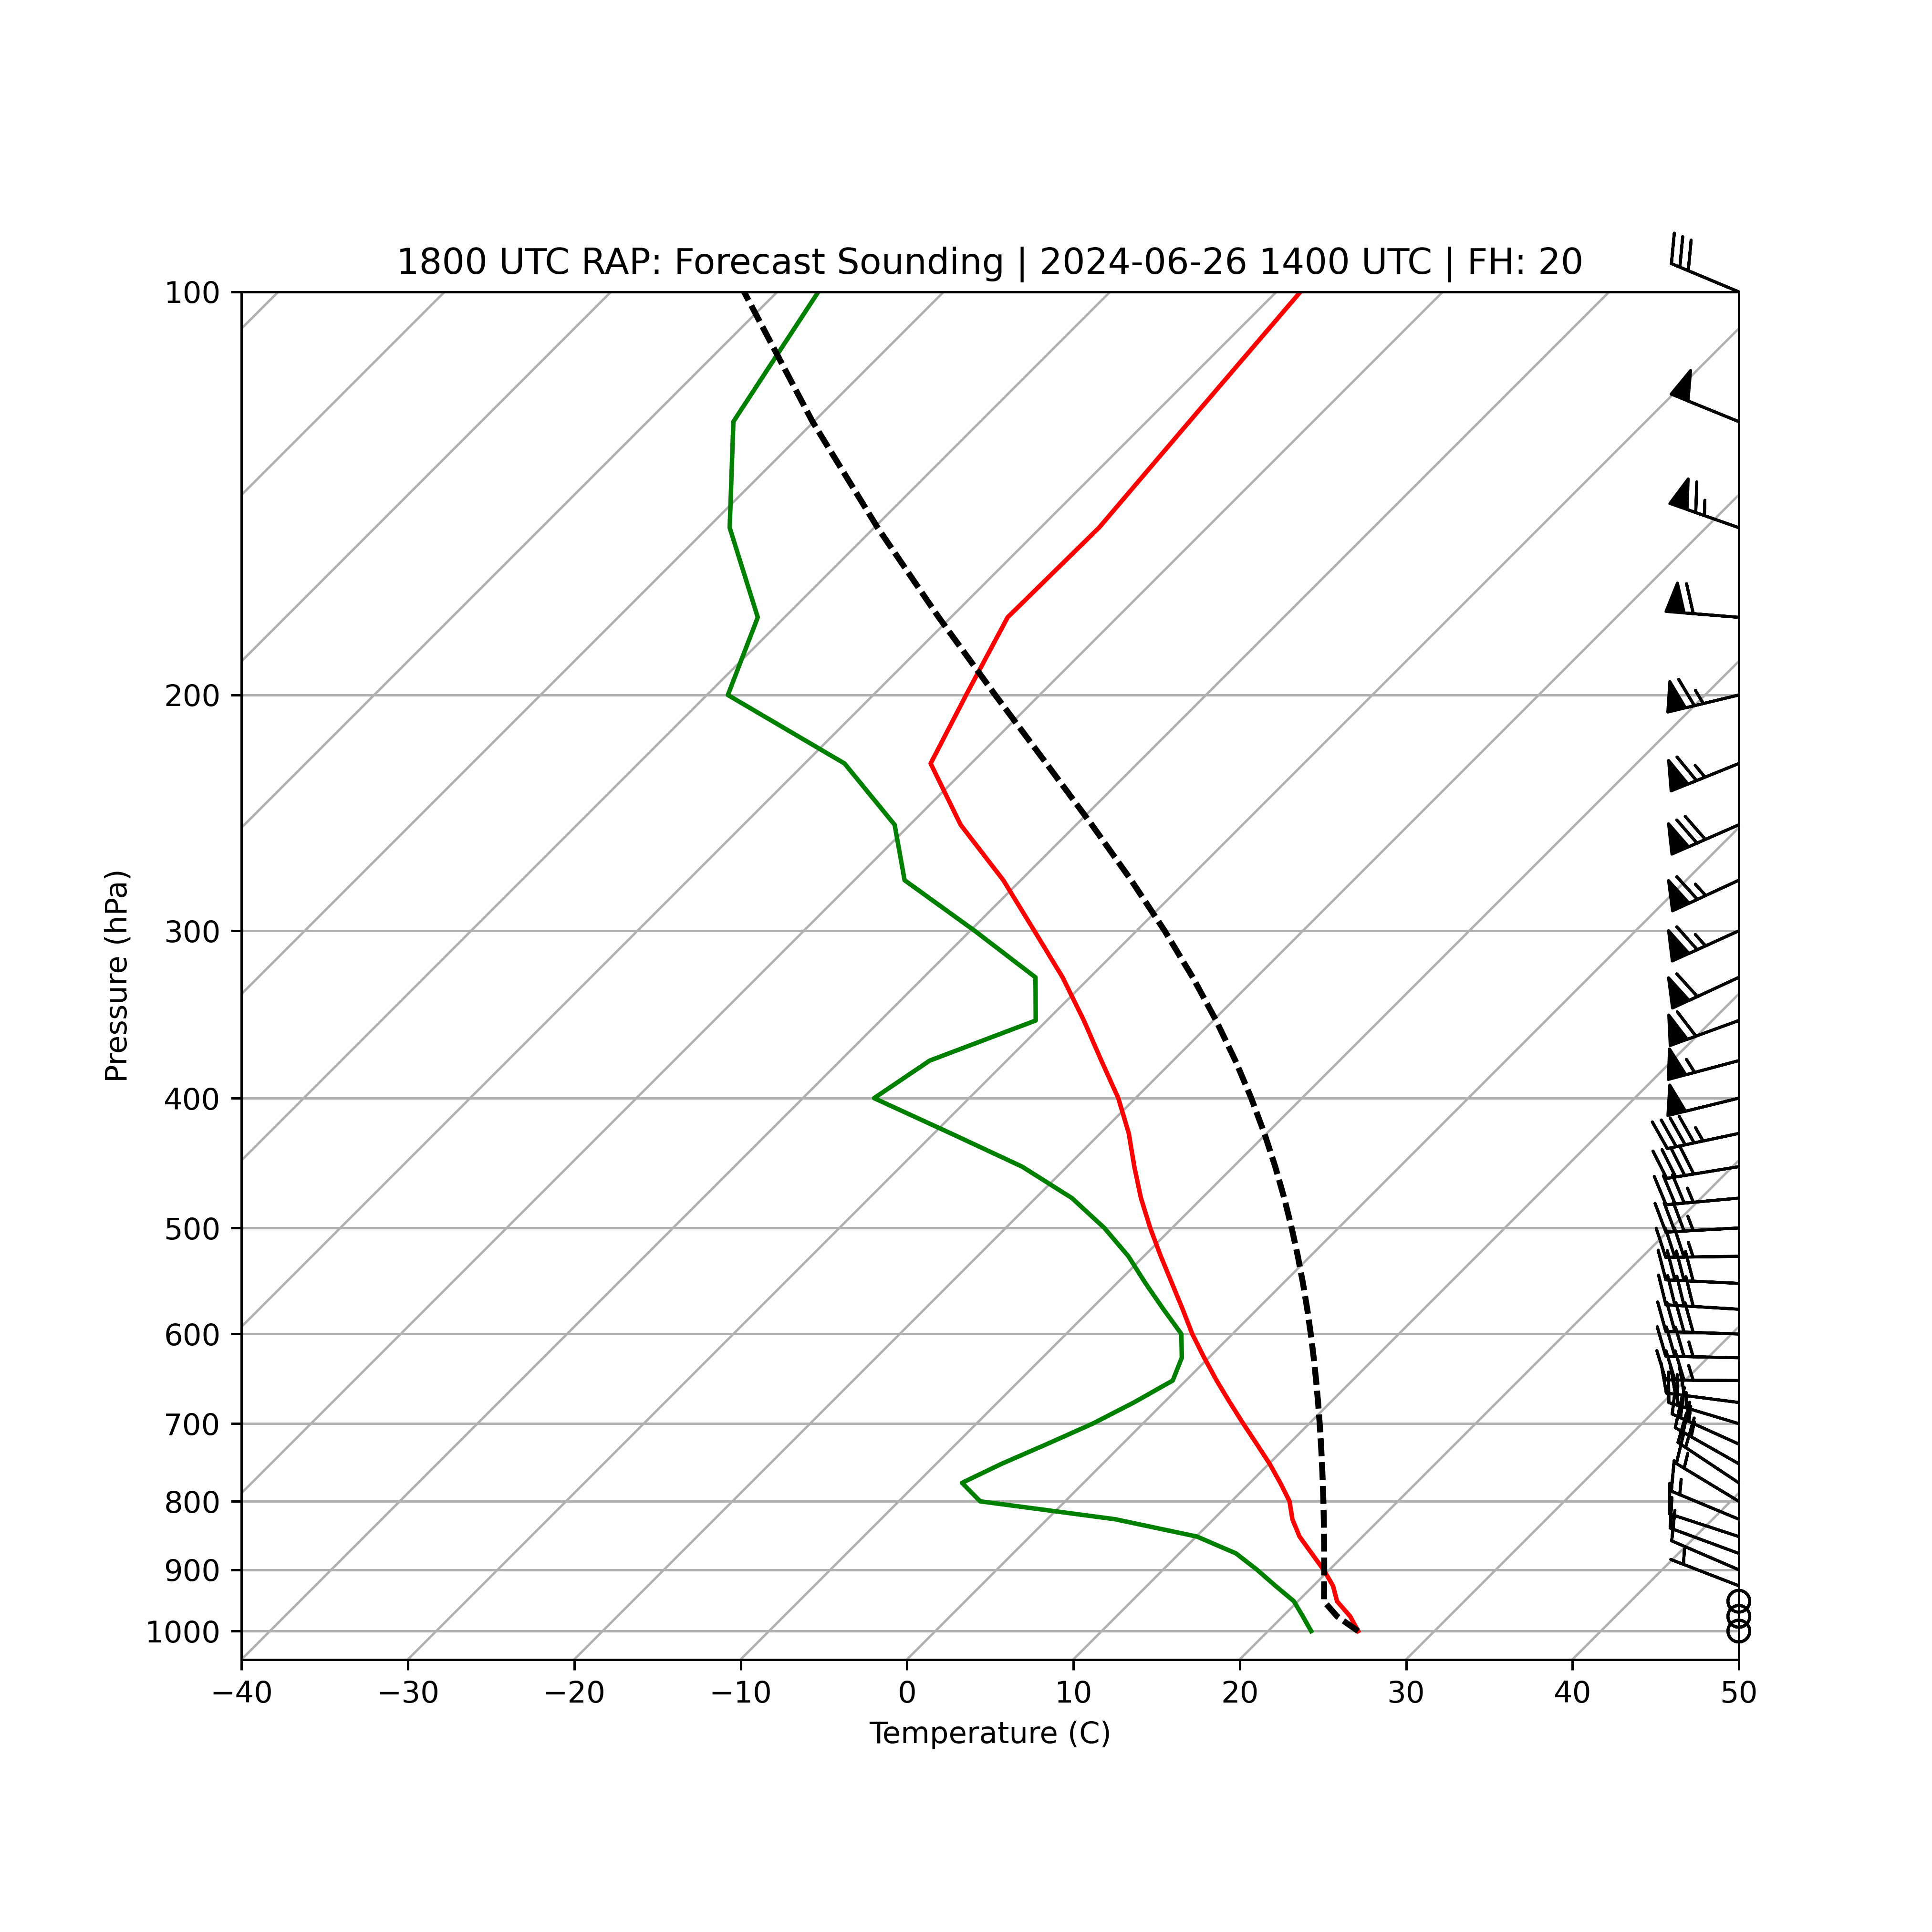 1800 UTC RAP: Forecast Sounding | 2024-06-26 1400 UTC | FH: 20
100
200
300
400
500
600
700
800
900
1000
Pressure (hPa)
−40 −30 −20 −10 0 10 20 30 40 50
Temperature (C)